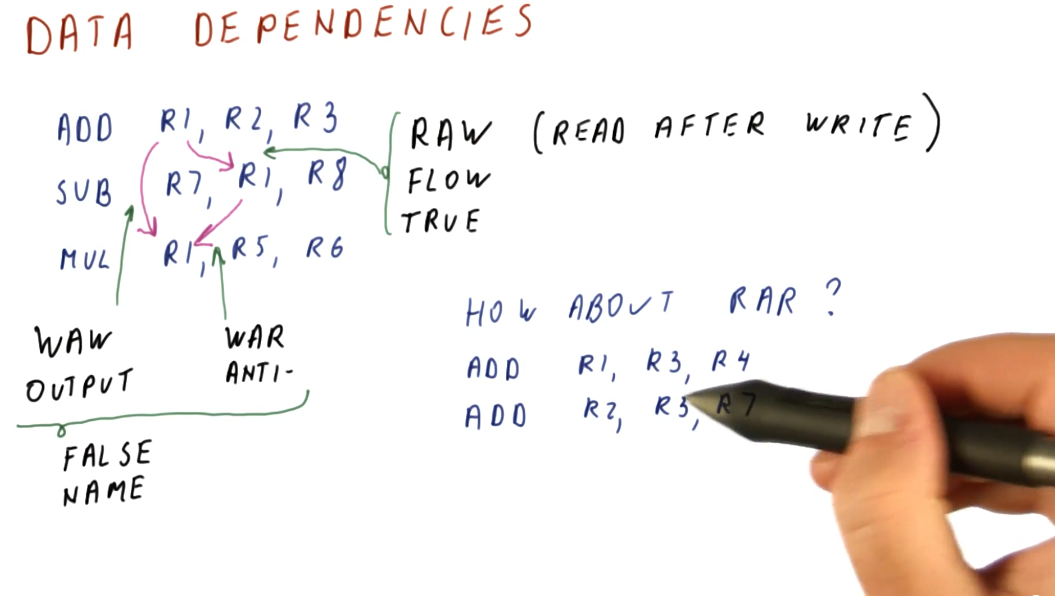 DATA DEPENDENCIES
ADD R1, R2, R3
SUB R7, R1, R8
MUL R1, R5, R6
RAW (READ AFTER WRITE)
FLOW
TRUE
WAW
OUTPUT
WAR
ANTI-
FALSE
NAME
HOW ABOUT RAR?
ADD R1, R3, R4
ADD R2, R3, R7